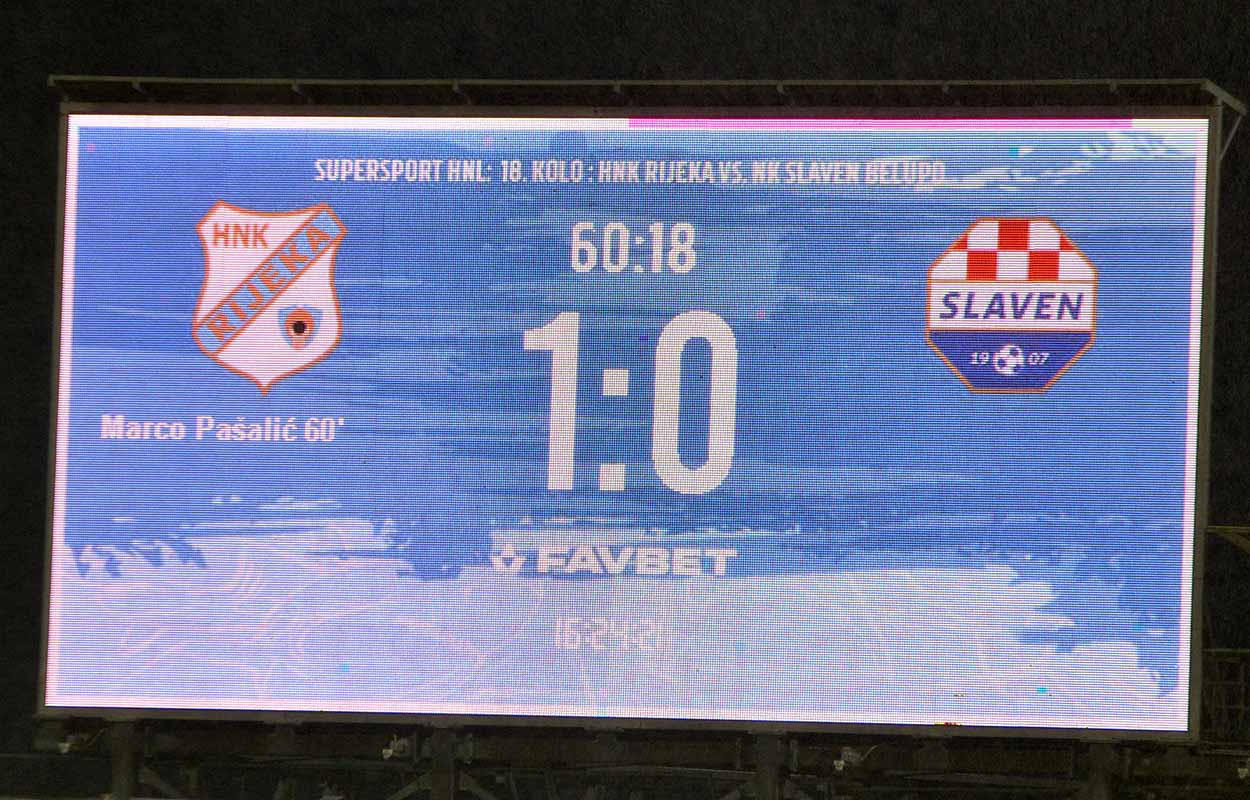 SUPERSPORT HNL: 18. KOLO : HNK RIJEKA VS. NK SLAVEN BELUPO
HNK
RIJEKA
60:18
SLAVEN
19 07
1:0
Marco Pašalić 60'
FAVBET
16:24:21